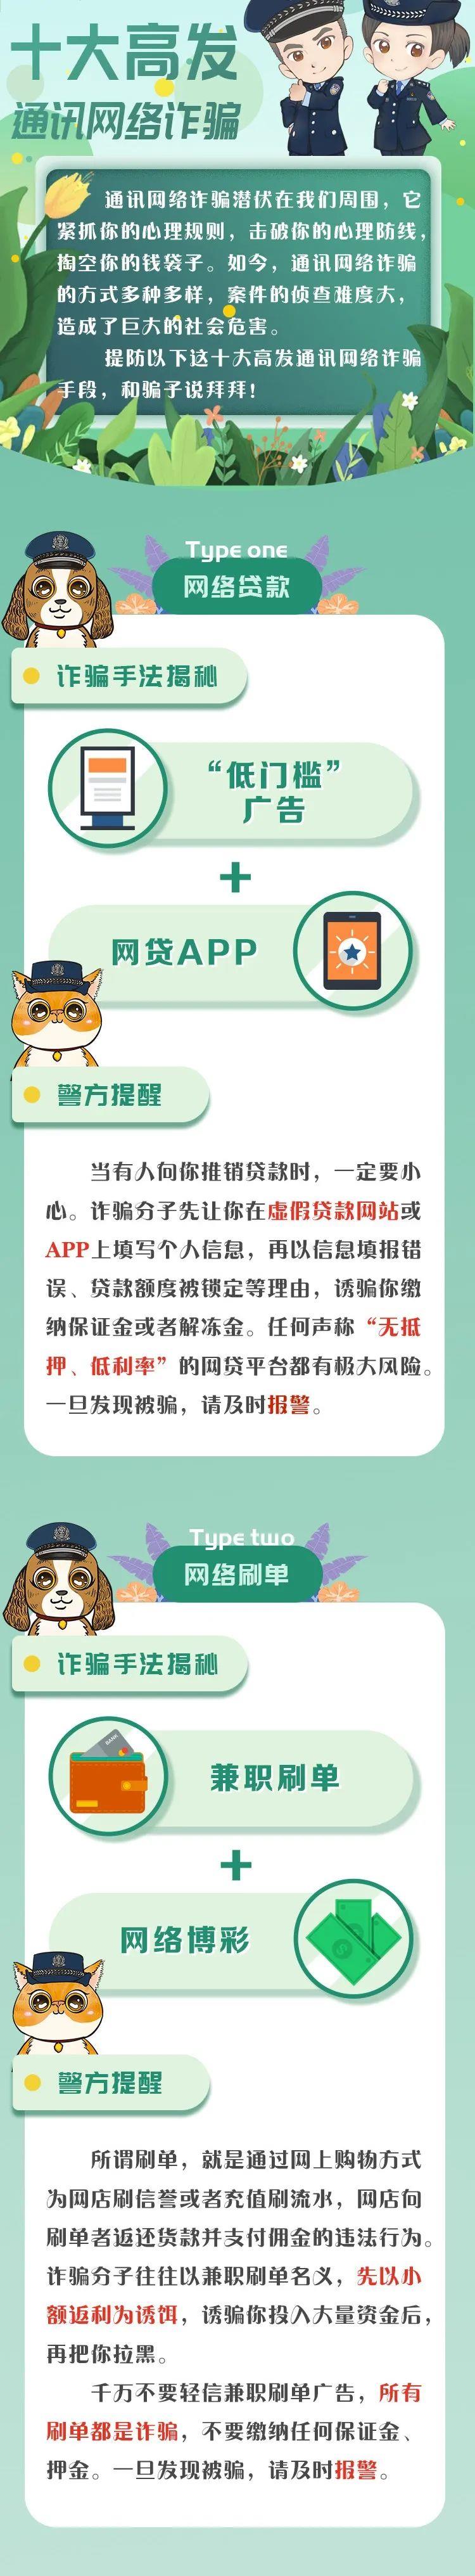 十大高发
通讯网络诈骗
通讯网络诈骗潜伏在我们周围，它
紧抓你的心理规则，击破你的心理防线，
掏空你的钱袋子。如今，通讯网络诈骗
的方式多种多样，案件的侦查难度大，
造成了巨大的社会危害。
提防以下这十大高发通讯网络诈骗
手段，和骗子说拜拜！
Type one
网络贷款
诈骗手法揭秘
“低门槛”
广告
+
网贷APP
警方提醒
当有人向你推销贷款时，一定要小
心。诈骗分子先让你在虚假贷款网站或
APP上填写个人信息，再以信息填报错
误、贷款额度被锁定等理由，诱骗你缴
纳保证金或者解冻金。任何声称“无抵
押、低利率”的网贷平台都有极大风险。
一旦发现被骗，请及时报警。
Type two
网络刷单
诈骗手法揭秘
BANK
兼职刷单
+
网络博彩
警方提醒
所谓刷单，就是通过网上购物方式
为网店刷信誉或者充值刷流水，网店向
刷单者返还货款并支付佣金的违法行为。
诈骗分子往往以兼职刷单名义，先以小
额返利为诱饵，诱骗你投入大量资金后，
再把你拉黑。
千万不要轻信兼职刷单广告，所有
刷单都是诈骗，不要缴纳任何保证金、
押金。一旦发现被骗，请及时报警。